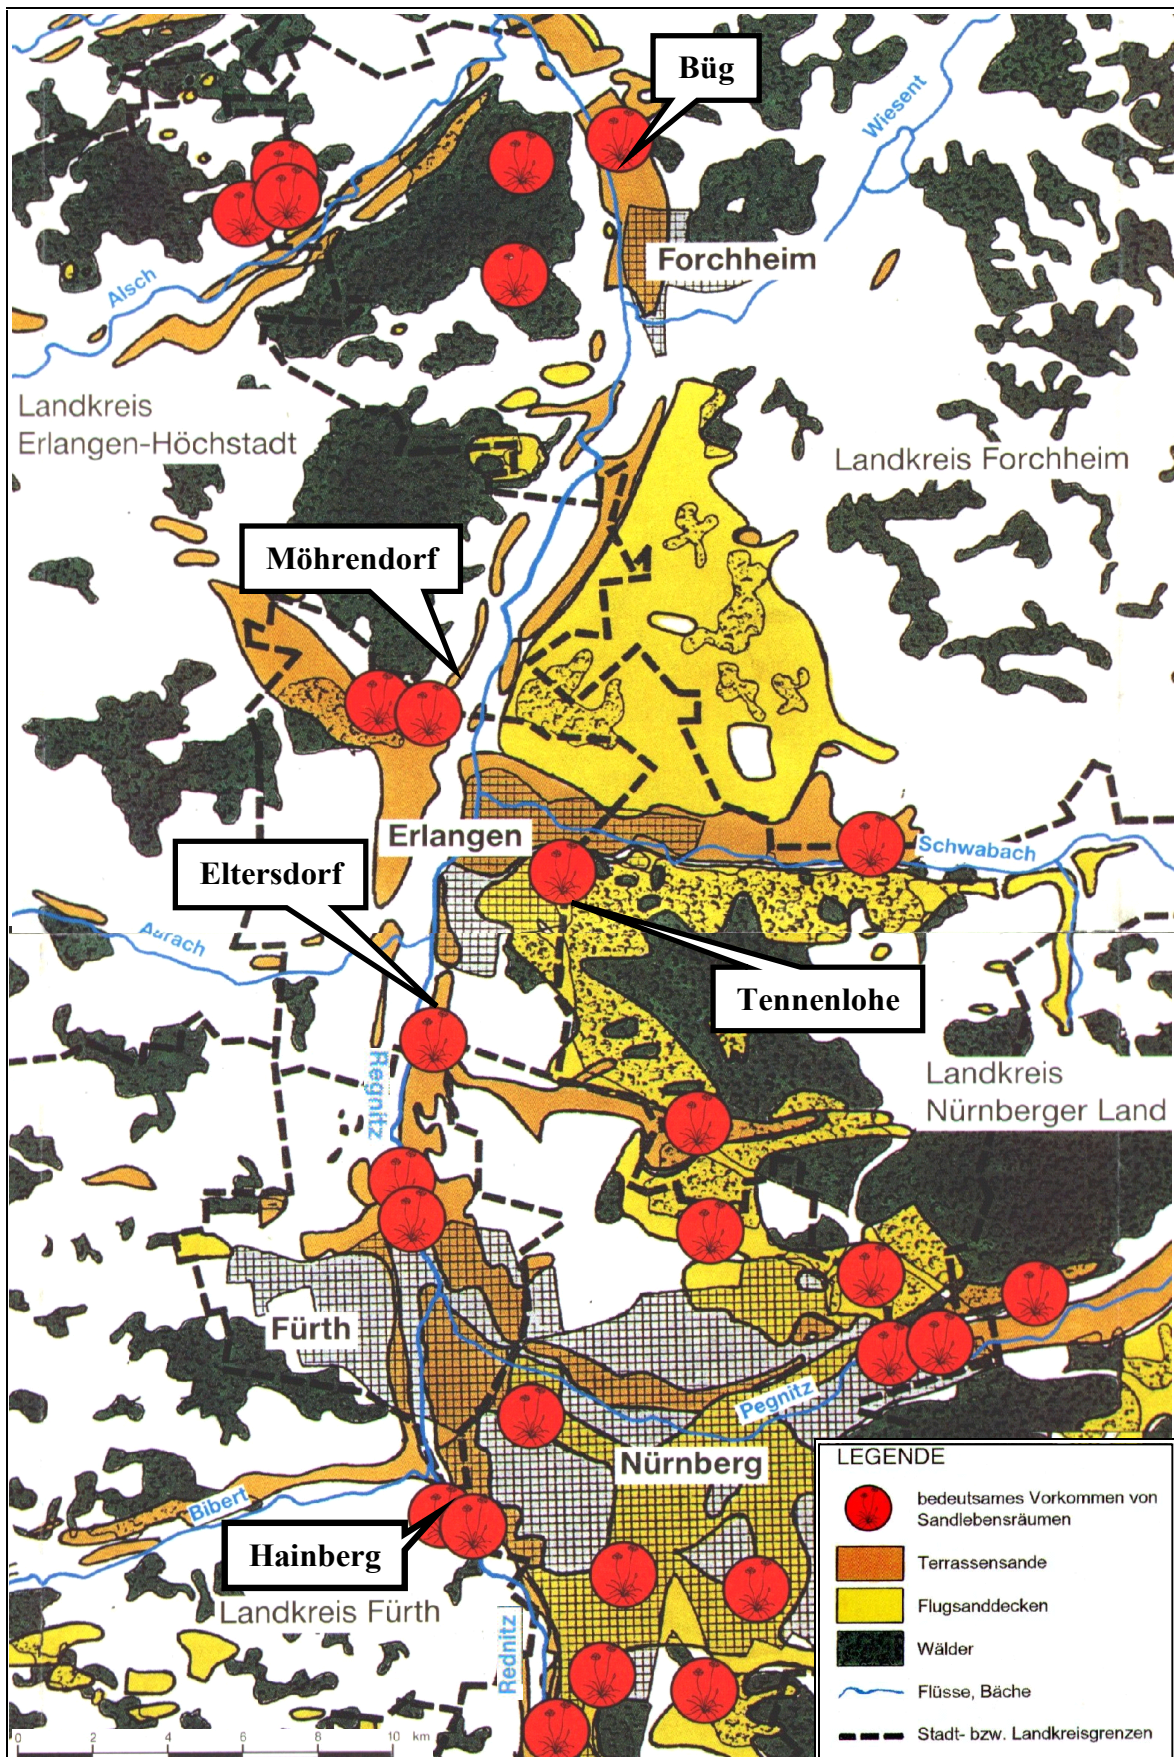 Büg
Wiesent
Forchheim
Alsch
Landkreis
Erlangen-Höchstadt
Landkreis Forchheim
Möhrendorf
Erlangen
Schwabach
Eltersdorf
Aurach
Tennenlohe
Regnitz
Landkreis
Nürnberger Land
Fürth
Pegnitz
Nürnberg
Bibert
Hainberg
Landkreis Fürth
Rednitz
LEGENDE
bedeutsames Vorkommen von
Sandlebensräumen
Terrassensande
Flugsanddecken
Wälder
Flüsse, Bäche
Stadt- bzw. Landkreisgrenzen
0 2 4 6 8 10 km